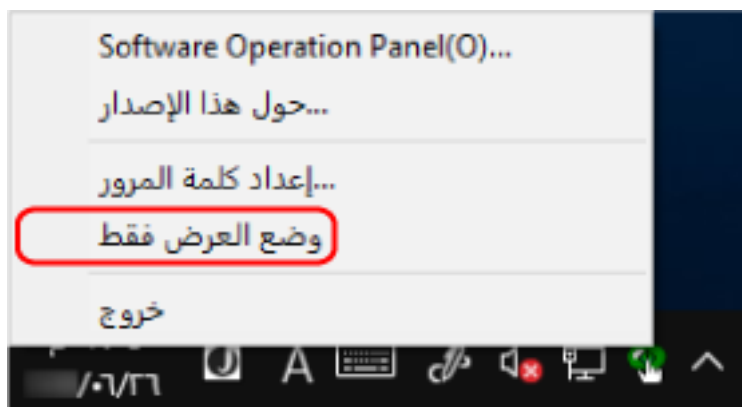 Software Operation Panel(O)...
حول هذا الإصدار...
إعداد كلمة المرور...
وضع العرض فقط
خروج
A
/٠٦/٢٦